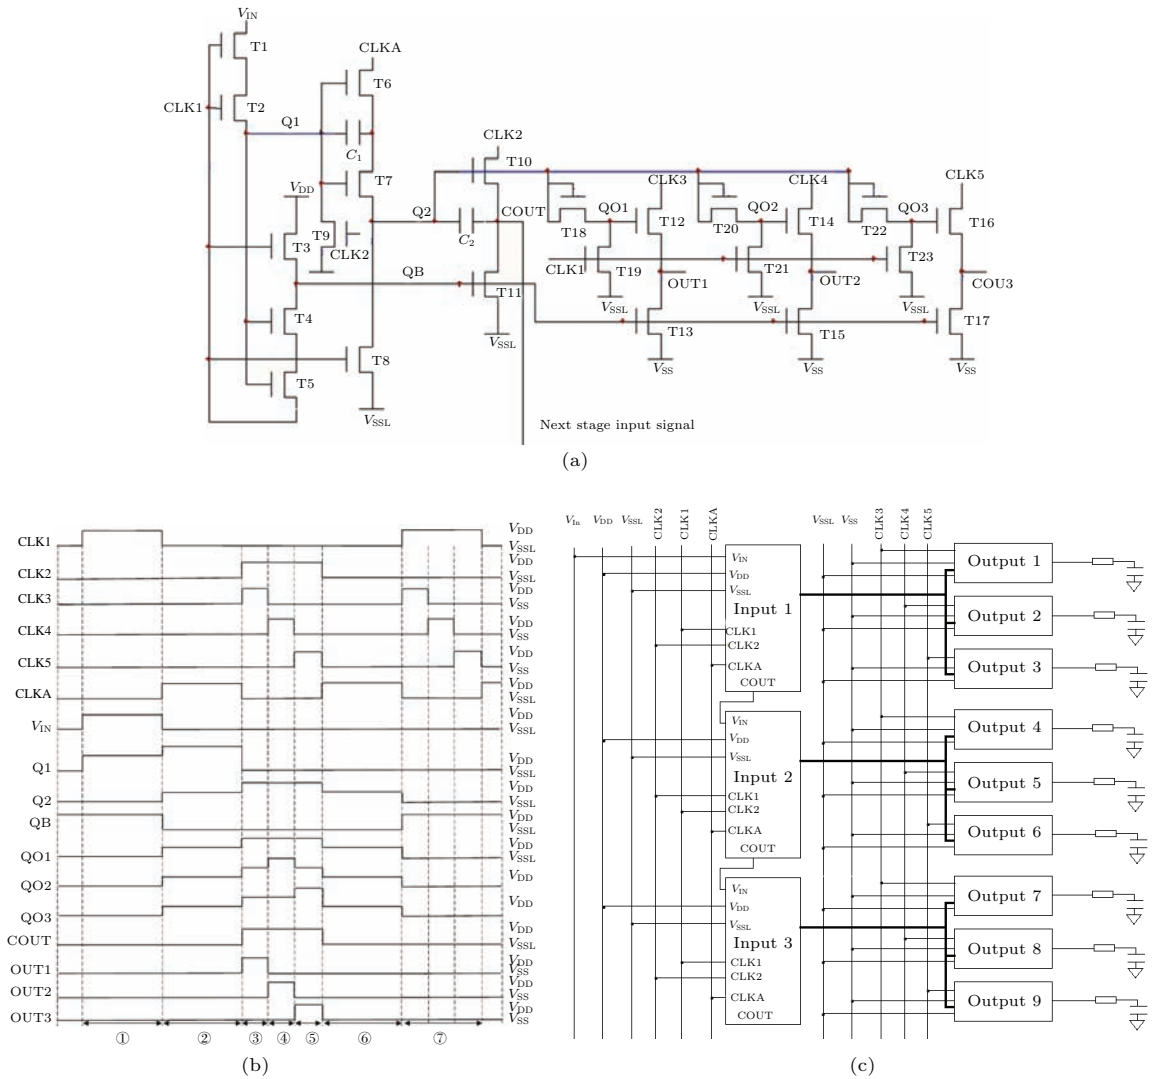 VIN
T1
CLKA
T6
CLK1
T2
Q1
C1
CLK2
T10
VDD
T7
CLK3
CLK4
CLK5
Q2
COUT
QO1
T12
QO2
T14
QO3
T16
T9
C2
T18
T20
T22
T3
CLK2
CLK1
T19
T21
T23
QB
T11
OUT1
OUT2
COU3
T4
VSSL
VSSL
VSSL
T13
T15
T17
VSSL
T8
VSS
VSS
VSS
T5
VSSL
Next stage input signal
(a)
CLK1
VDD
VSSL
CLK2
VDD
VSSL
CLK3
VDD
VSS
CLK4
VDD
VSS
CLK5
VDD
VSS
CLKA
VDD
VSSL
VIN
VDD
VSSL
Q1
VDD
VSSL
Q2
VDD
VSSL
QB
VDD
VSSL
QO1
VDD
VSSL
QO2
VDD
QO3
VDD
COUT
VDD
VSSL
OUT1
VDD
VSS
OUT2
VDD
VSS
OUT3
VDD
VSS
① ② ③ ④ ⑤ ⑥ ⑦
(b)
VIn VDD VSSL CLK2 CLK1 CLKA VSSL VSS CLK3 CLK4 CLK5
VIN
VDD
VSSL
Input 1
CLK1
CLK2
CLKA
COUT
Output 1
Output 2
Output 3
VIN
VDD
VSSL
Input 2
CLK1
CLK2
CLKA
COUT
Output 4
Output 5
Output 6
VIN
VDD
VSSL
Input 3
CLK1
CLK2
CLKA
COUT
Output 7
Output 8
Output 9
(c)